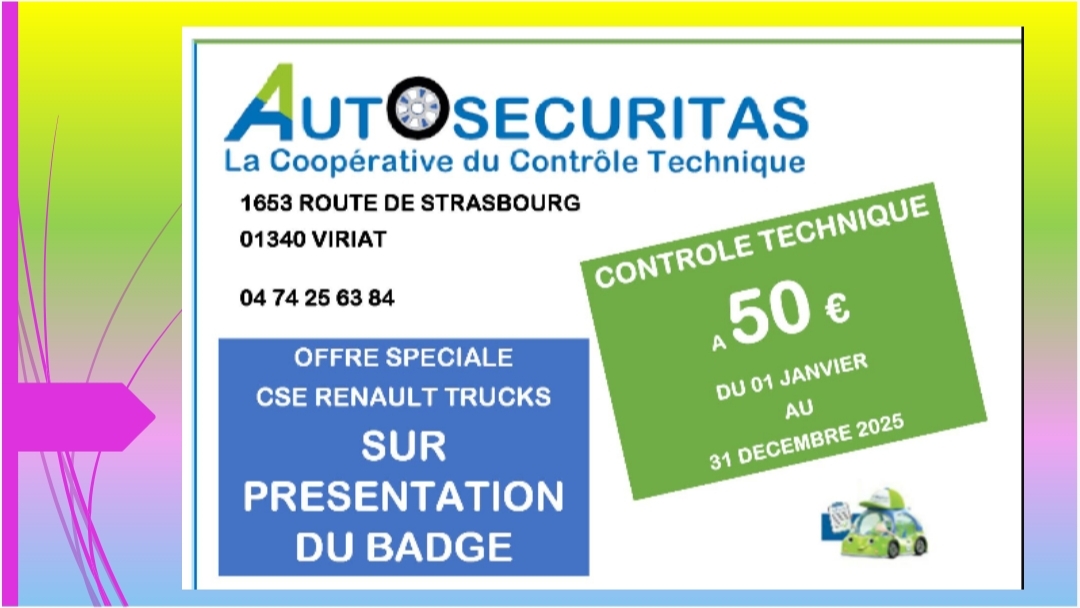 AUTOSECURITAS
La Coopérative du Contrôle Technique
1653 ROUTE DE STRASBOURG
01340 VIRIAT
04 74 25 63 84
OFFRE SPECIALE
CSE RENAULT TRUCKS
SUR
PRESENTATION
DU BADGE
CONTROLE TECHNIQUE
A 50 €
DU 01 JANVIER
AU
31 DECEMBRE 2025